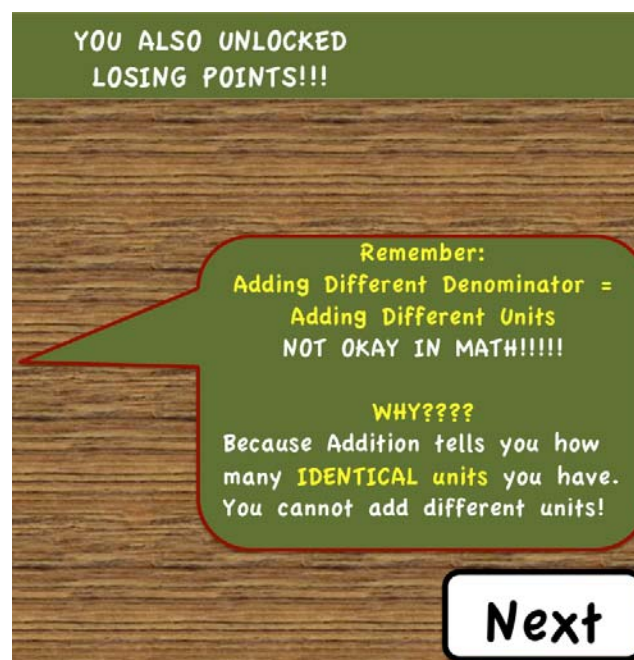 YOU ALSO UNLOCKED
LOSING POINTS!!!
Remember:
Adding Different Denominator =
Adding Different Units
NOT OKAY IN MATH!!!!!
WHY????
Because Addition tells you how
many IDENTICAL units you have.
You cannot add different units!
Next